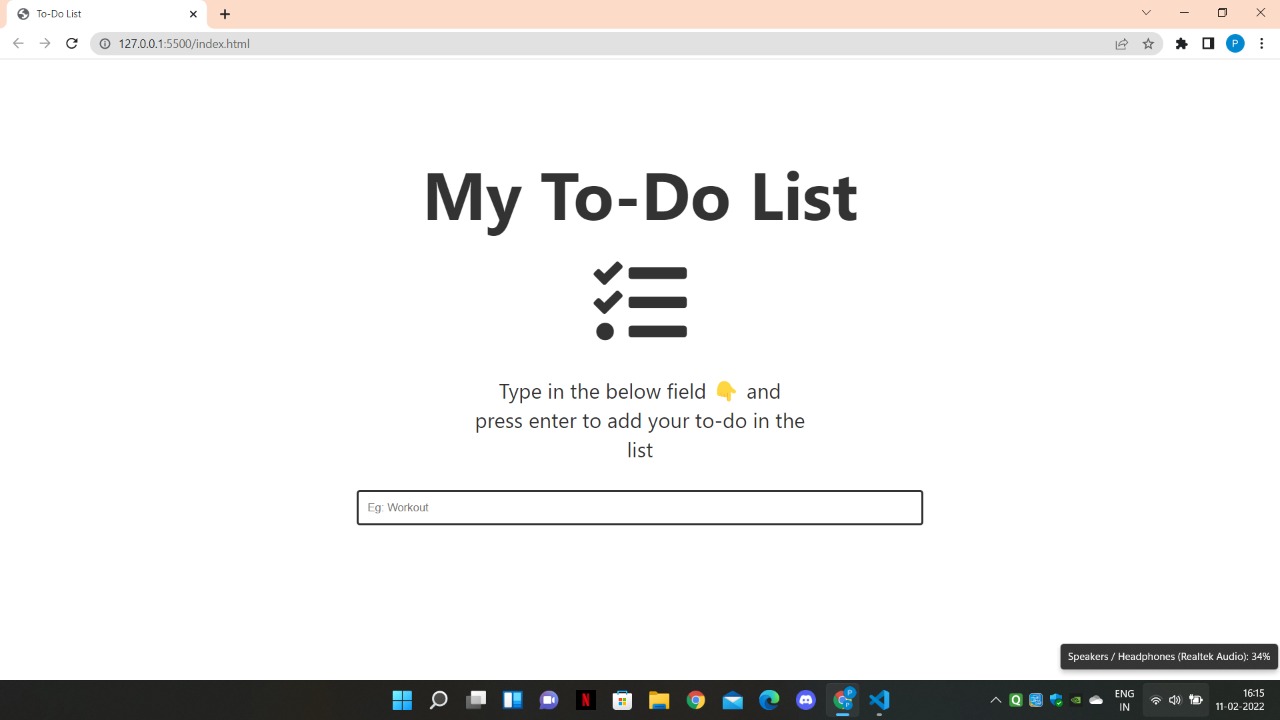 To-Do List
127.0.0.1:5500/index.html
P
My To-Do List
Type in the below field 👇 and
press enter to add your to-do in the
list
Eg: Workout
Speakers / Headphones (Realtek Audio): 34%
N
Q
P
P
ENG
IN
16:15
11-02-2022